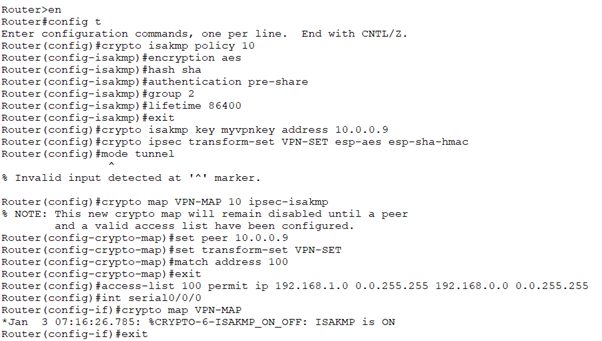 Router>en
Router#config t
Enter configuration commands, one per line.  End with CNTL/Z.
Router(config)#crypto isakmp policy 10
Router(config-isakmp)#encryption aes
Router(config-isakmp)#hash sha
Router(config-isakmp)#authentication pre-share
Router(config-isakmp)#group 2
Router(config-isakmp)#lifetime 86400
Router(config-isakmp)#exit
Router(config)#crypto isakmp key myvpnkey address 10.0.0.9
Router(config)#crypto ipsec transform-set VPN-SET esp-aes esp-sha-hmac
Router(config)#mode tunnel
                ^
% Invalid input detected at '^' marker.

Router(config)#crypto map VPN-MAP 10 ipsec-isakmp
% NOTE: This new crypto map will remain disabled until a peer
        and a valid access list have been configured.
Router(config-crypto-map)#set peer 10.0.0.9
Router(config-crypto-map)#set transform-set VPN-SET
Router(config-crypto-map)#match address 100
Router(config-crypto-map)#exit
Router(config)#access-list 100 permit ip 192.168.1.0 0.0.255.255 192.168.0.0 0.0.255.255
Router(config)#int serial0/0/0
Router(config-if)#crypto map VPN-MAP
*Jan  3 07:16:26.785: %CRYPTO-6-ISAKMP_ON_OFF: ISAKMP is ON
Router(config-if)#exit